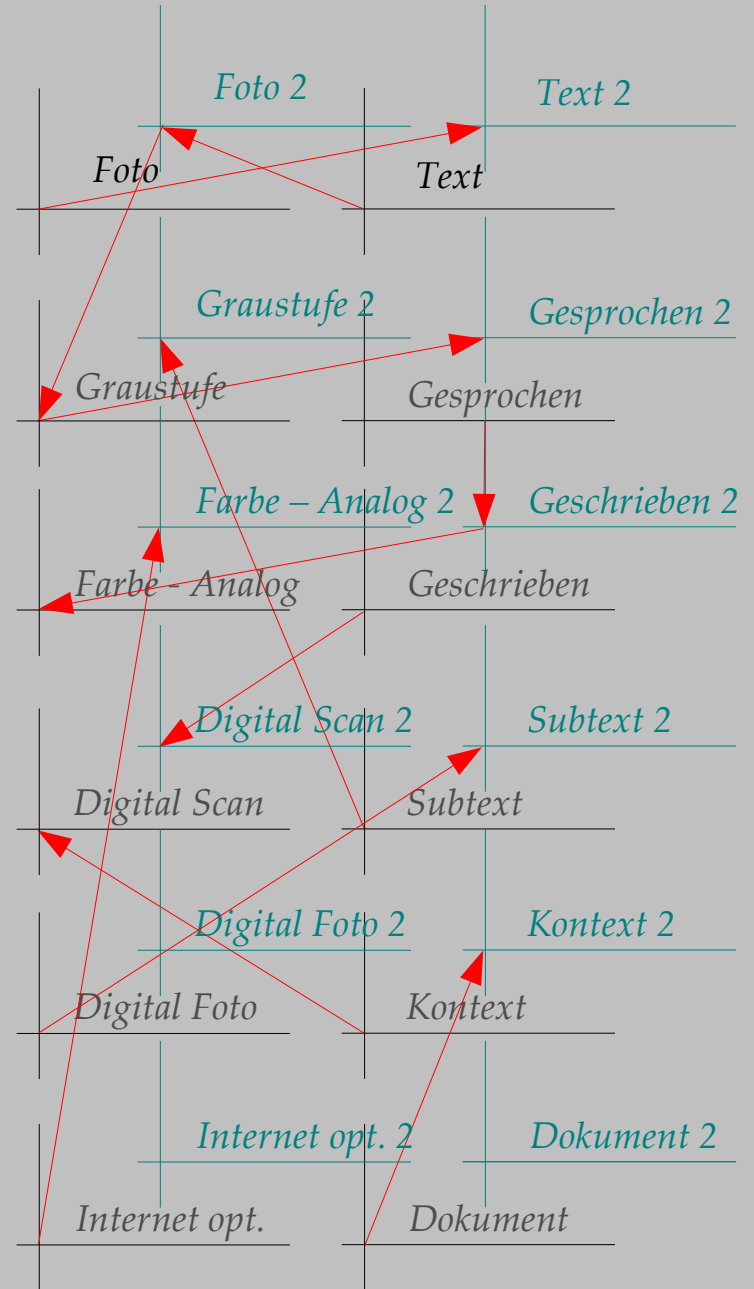 Foto 2
Text 2
Foto
Text
Graustufe 2
Gesprochen 2
Graustufe
Gesprochen
Farbe – Analog 2
Geschrieben 2
Farbe - Analog
Geschrieben
Digital Scan 2
Subtext 2
Digital Scan
Subtext
Digital Foto 2
Kontext 2
Digital Foto
Kontext
Internet opt. 2
Dokument 2
Internet opt.
Dokument